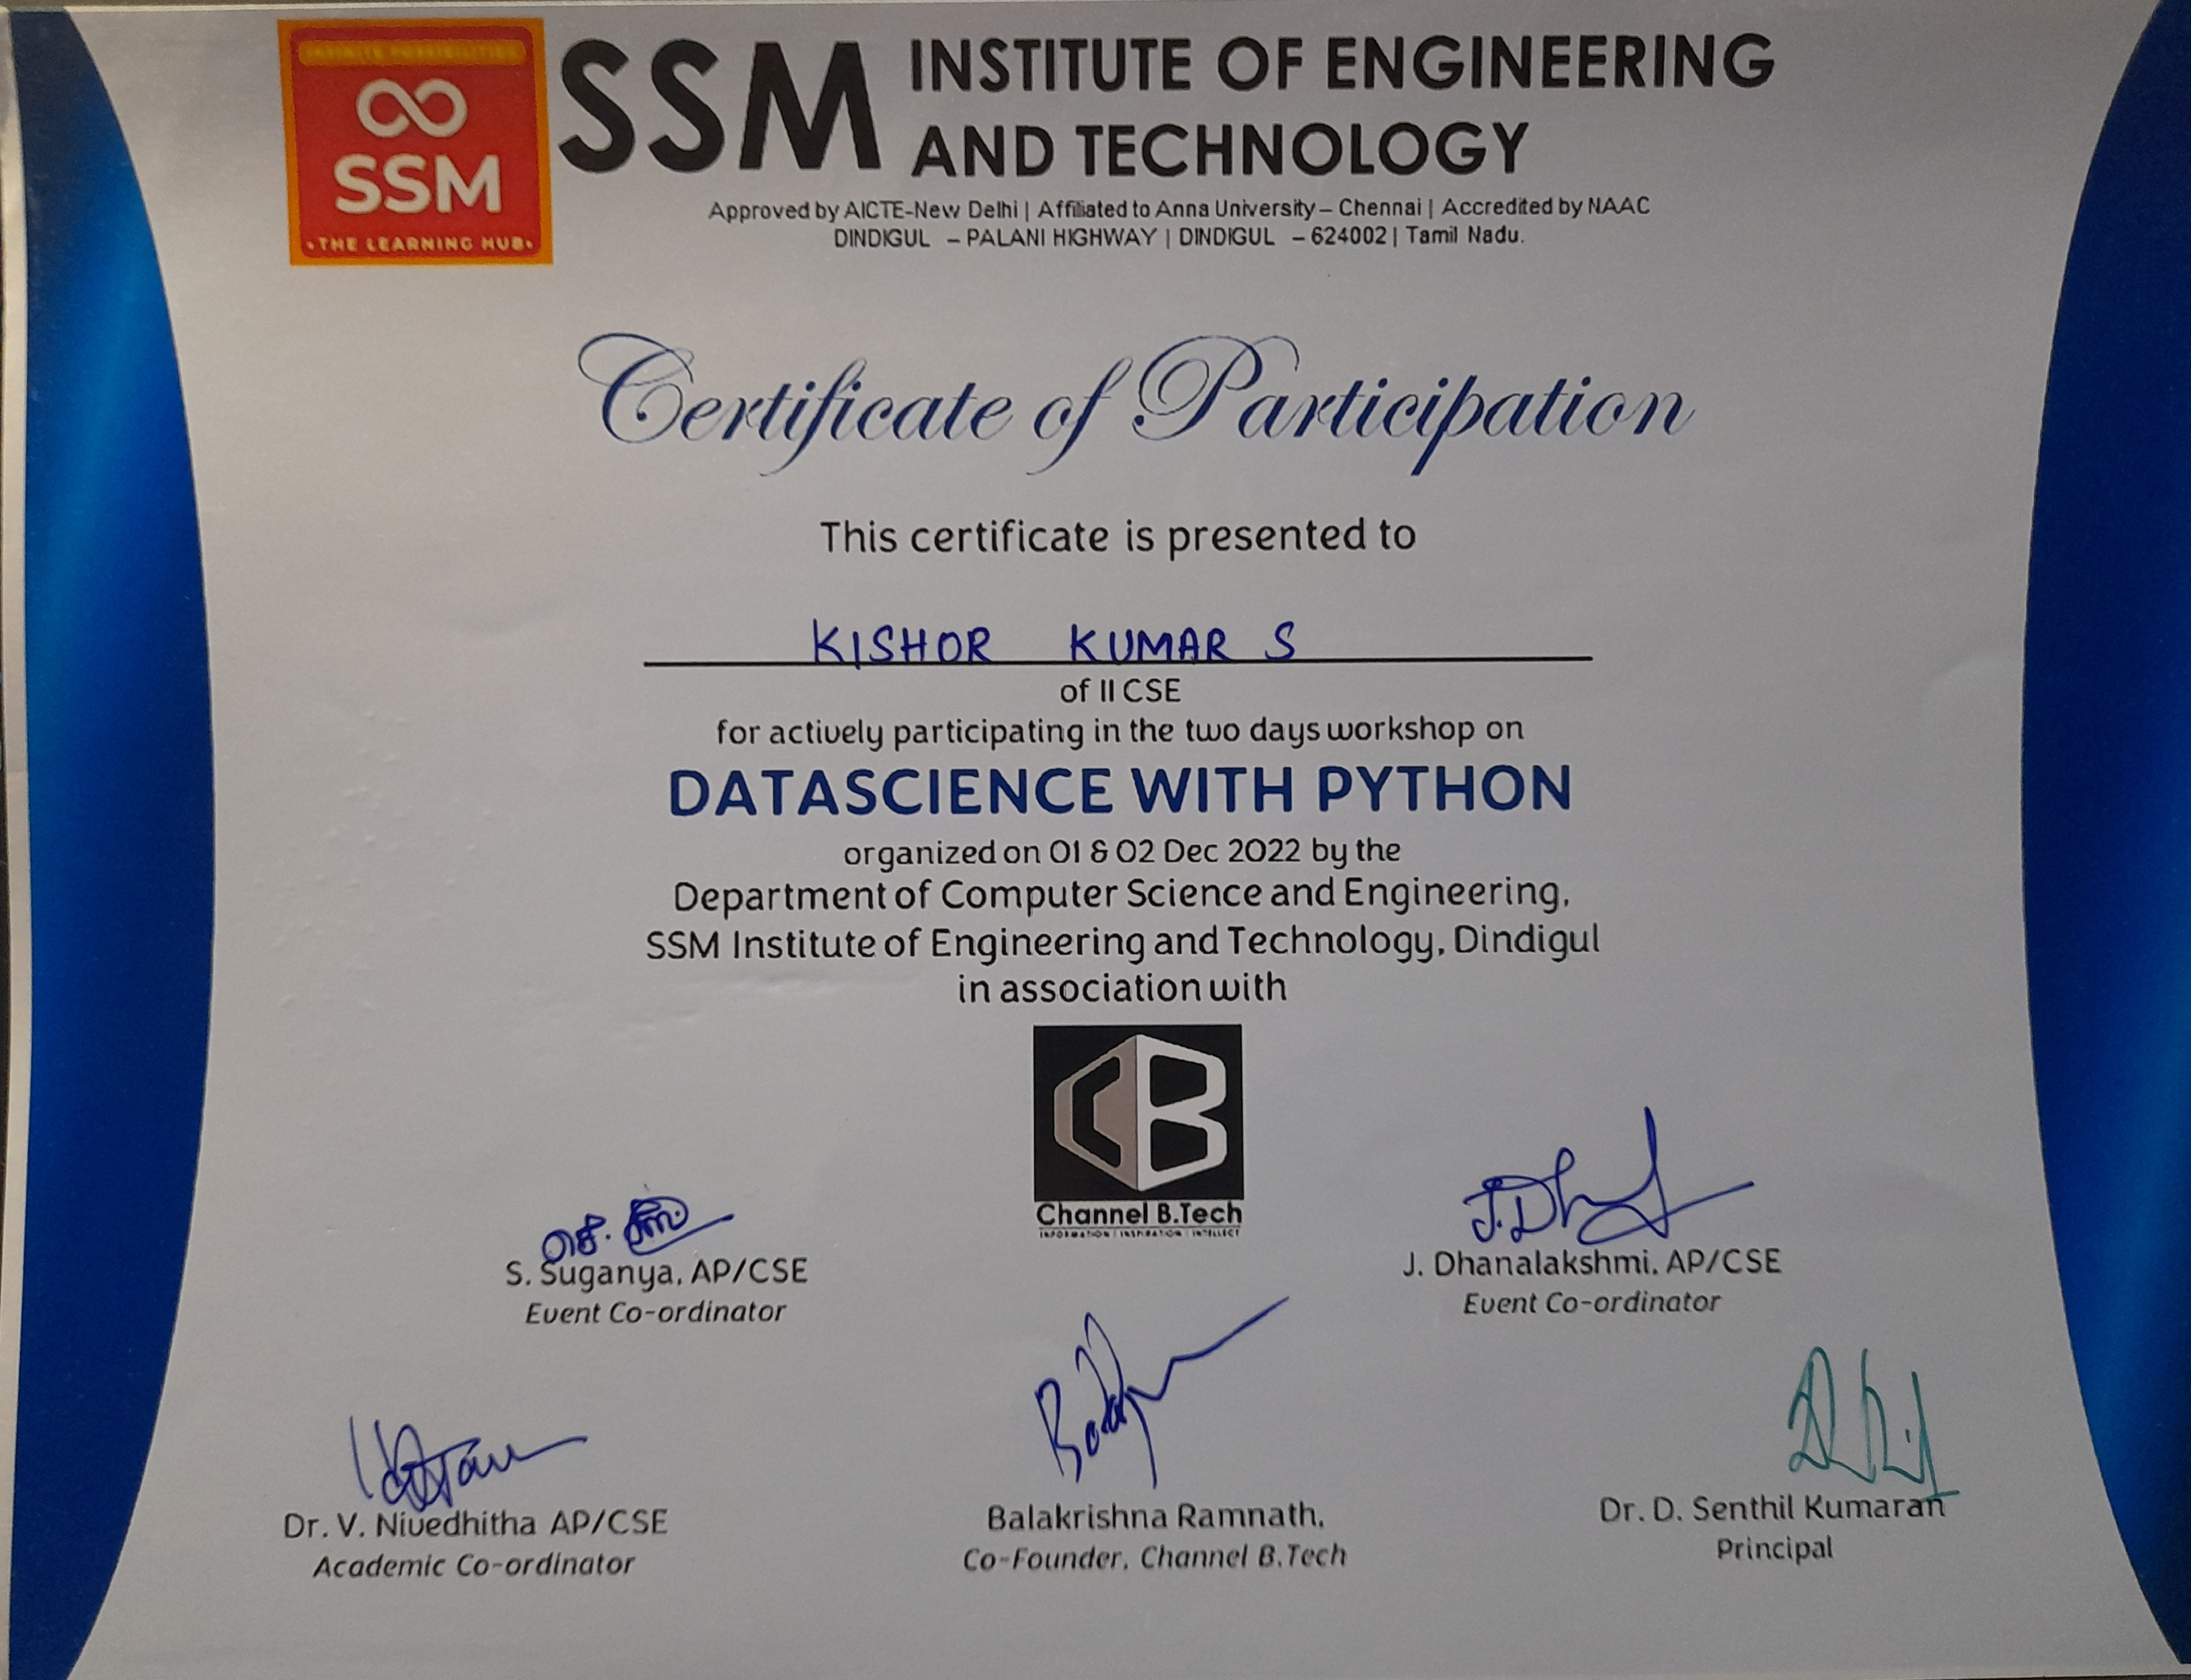 INFINITE POSSIBILITIES
SSM
• THE LEARNING HUB •
SSM INSTITUTE OF ENGINEERING
AND TECHNOLOGY
Approved by AICTE-New Delhi | Affiliated to Anna University – Chennai | Accredited by NAAC
DINDIGUL – PALANI HIGHWAY | DINDIGUL – 624002 | Tamil Nadu.
Certificate of Participation
This certificate is presented to
KISHOR KUMAR S
of II CSE
for actively participating in the two days workshop on
DATASCIENCE WITH PYTHON
organized on 01 & 02 Dec 2022 by the
Department of Computer Science and Engineering,
SSM Institute of Engineering and Technology, Dindigul
in association with
CB
Channel B.Tech
INFORMATION | INSPIRATION | INTELLECT
S. Suganya, AP/CSE
Event Co-ordinator
J. Dhanalakshmi, AP/CSE
Event Co-ordinator
Dr. V. Nivedhitha AP/CSE
Academic Co-ordinator
Balakrishna Ramnath,
Co-Founder, Channel B.Tech
Dr. D. Senthil Kumaran
Principal